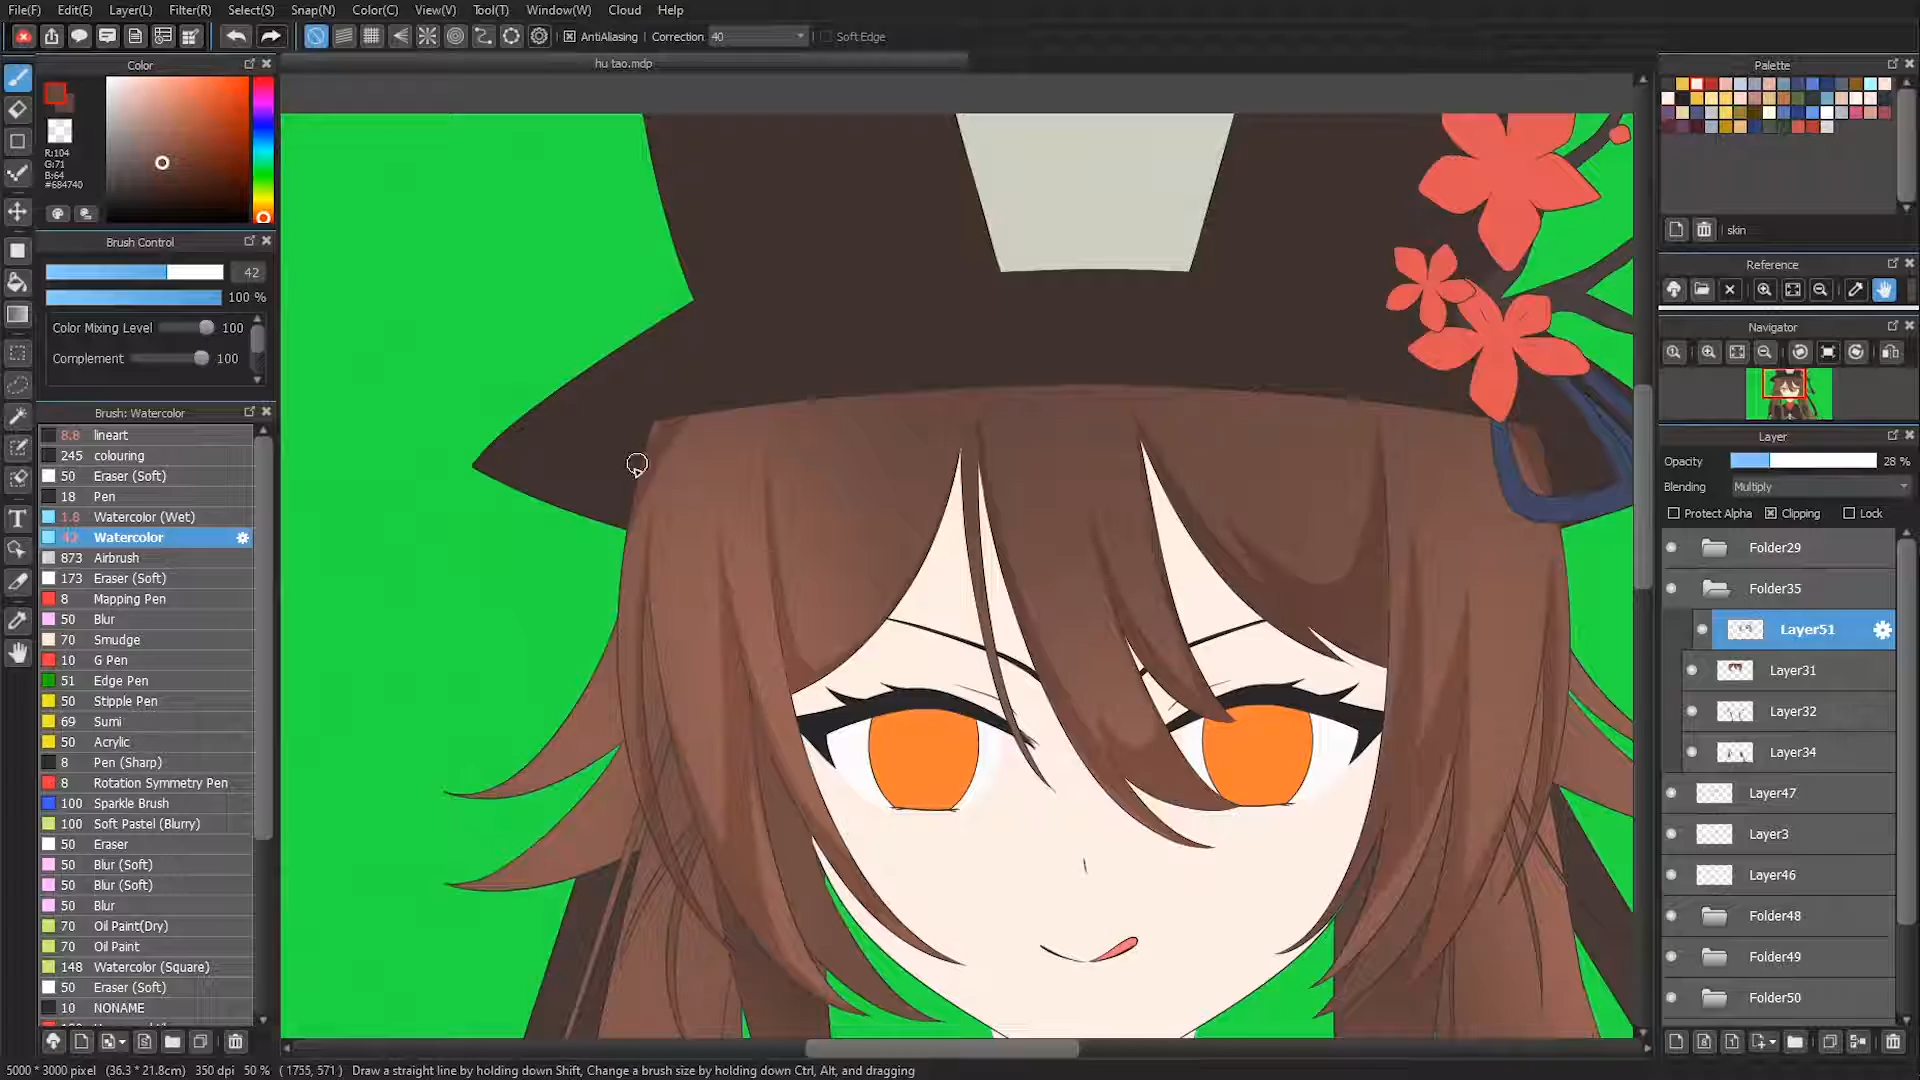 File(F) Edit(E) Layer(L) Filter(R) Select(S) Snap(N) Color(C) View(V) Tool(T) Window(W) Cloud Help
AntiAliasing Correction 40 Soft Edge
hu tao.mdp
Color
R:104
G:71
B:64
#684740
Brush Control
42
100 %
Color Mixing Level 100
Complement 100
Brush: Watercolor
8.8 lineart
245 colouring
50 Eraser (Soft)
18 Pen
1.8 Watercolor (Wet)
42 Watercolor
873 Airbrush
173 Eraser (Soft)
8 Mapping Pen
50 Blur
70 Smudge
10 G Pen
51 Edge Pen
50 Stipple Pen
69 Sumi
50 Acrylic
8 Pen (Sharp)
8 Rotation Symmetry Pen
100 Sparkle Brush
100 Soft Pastel (Blurry)
50 Eraser
50 Blur (Soft)
50 Blur (Soft)
50 Blur
70 Oil Paint(Dry)
70 Oil Paint
148 Watercolor (Square)
50 Eraser (Soft)
10 NONAME
Palette
skin
Reference
Navigator
Layer
Opacity 28 %
Blending Multiply
Protect Alpha Clipping Lock
Folder29
Folder35
Layer51
Layer31
Layer32
Layer34
Layer47
Layer3
Layer46
Folder48
Folder49
Folder50
5000 * 3000 pixel (36.3 * 21.8cm) 350 dpi 50 % ( 1755, 571 ) Draw a straight line by holding down Shift, Change a brush size by holding down Ctrl, Alt, and dragging